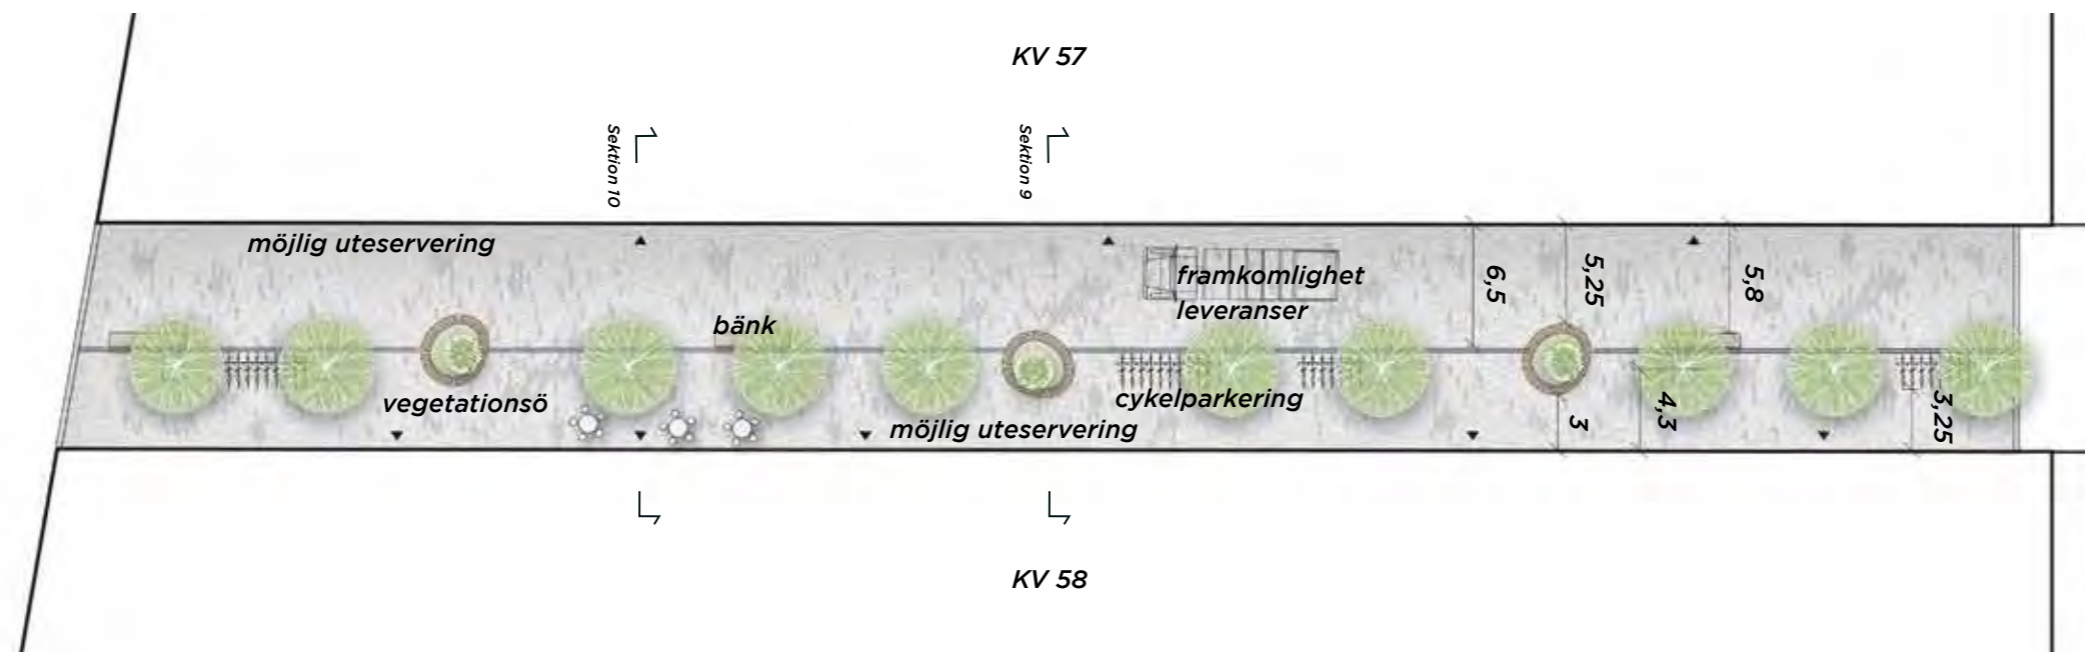 KV 57
Sektion 10
Sektion 9
möjlig uteservering
framkomlighet
leveranser
6,5
5,25
5,8
bänk
vegetationsö
cykelparkering
möjlig uteservering
3
4,3
3,25
KV 58